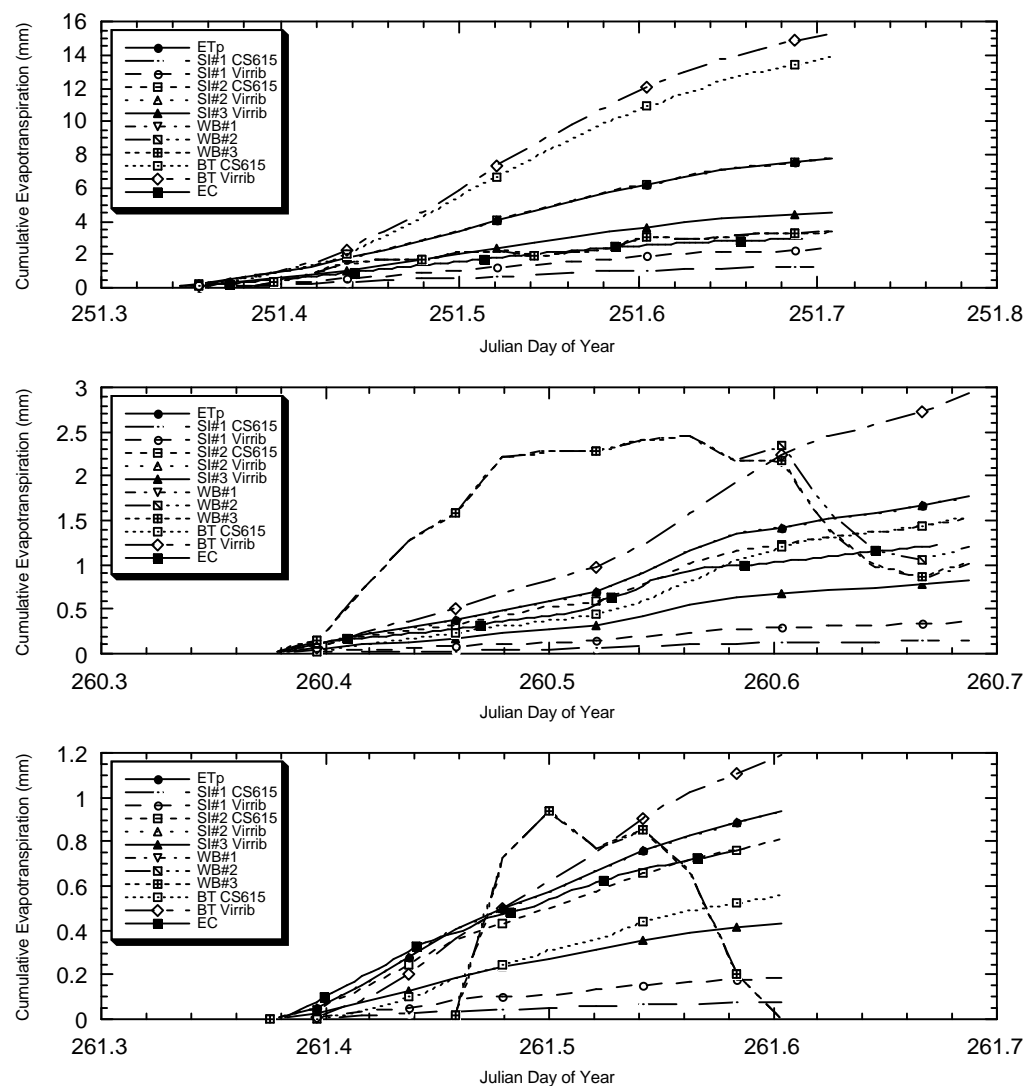 Cumulative Evapotranspiration (mm)
16
14
12
10
8
6
4
2
0
ETp
SI#1 CS615
SI#1 Virrib
SI#2 CS615
SI#2 Virrib
SI#3 Virrib
WB#1
WB#2
WB#3
BT CS615
BT Virrib
EC
251.3 251.4 251.5 251.6 251.7 251.8
Julian Day of Year
Cumulative Evapotranspiration (mm)
3
2.5
2
1.5
1
0.5
0
ETp
SI#1 CS615
SI#1 Virrib
SI#2 CS615
SI#2 Virrib
SI#3 Virrib
WB#1
WB#2
WB#3
BT CS615
BT Virrib
EC
260.3 260.4 260.5 260.6 260.7
Julian Day of Year
Cumulative Evapotranspiration (mm)
1.2
1
0.8
0.6
0.4
0.2
0
ETp
SI#1 CS615
SI#1 Virrib
SI#2 CS615
SI#2 Virrib
SI#3 Virrib
WB#1
WB#2
WB#3
BT CS615
BT Virrib
EC
261.3 261.4 261.5 261.6 261.7
Julian Day of Year